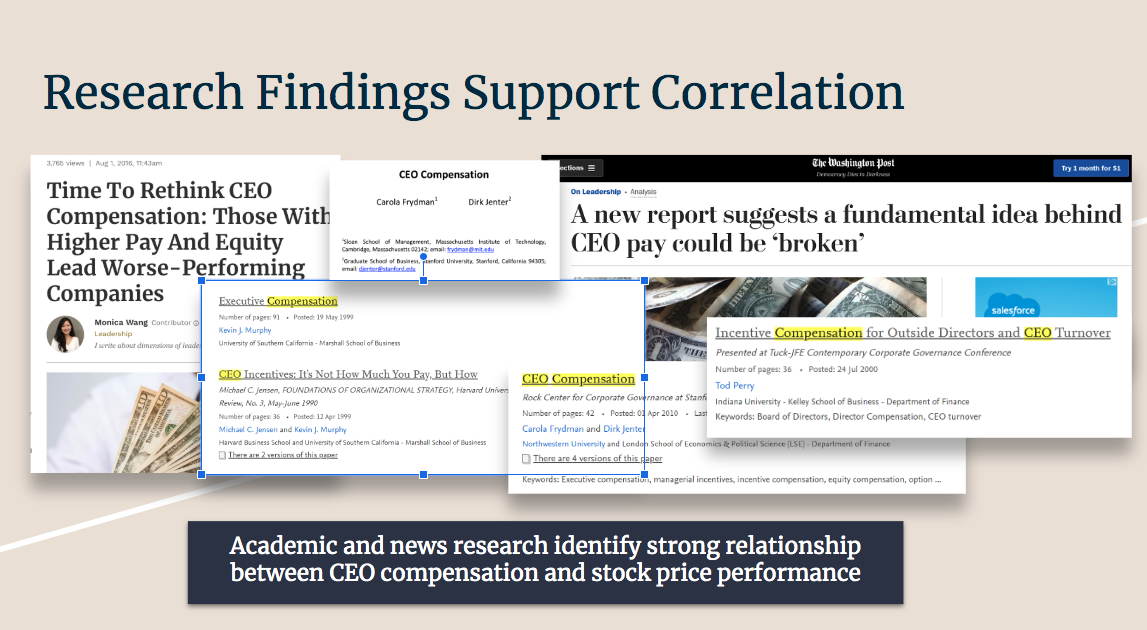 Research Findings Support Correlation
3,765 views | Aug 1, 2016, 11:43am
Time To Rethink CEO
Compensation: Those With
Higher Pay And Equity
Lead Worse-Performing
Companies
Monica Wang Contributor
Leadership
I write about dimensions of leade
CEO Compensation
Carola Frydman1 Dirk Jenter2
1Sloan School of Management, Massachusetts Institute of Technology,
Cambridge, Massachusetts 02142; email: frydman@mit.edu
2Graduate School of Business, Stanford University, Stanford, California 94305;
email: djenter@stanford.edu
ections
The Washington Post
Democracy Dies in Darkness
Try 1 month for $1
On Leadership • Analysis
A new report suggests a fundamental idea behind
CEO pay could be ‘broken’
salesforce
Executive Compensation
Number of pages: 91 • Posted: 19 May 1999
Kevin J. Murphy
University of Southern California - Marshall School of Business
CEO Incentives: It's Not How Much You Pay, But How
Michael C. Jensen, FOUNDATIONS OF ORGANIZATIONAL STRATEGY, Harvard Univers
Review, No. 3, May-June 1990
Number of pages: 36 • Posted: 12 Apr 1999
Michael C. Jensen and Kevin J. Murphy
Harvard Business School and University of Southern California - Marshall School of Business
There are 2 versions of this paper
CEO Compensation
Rock Center for Corporate Governance at Stanf
Number of pages: 42 • Posted: 01 Apr 2010 • Last
Carola Frydman and Dirk Jenter
Northwestern University and London School of Economics & Political Science (LSE) - Department of Finance
There are 4 versions of this paper
Keywords: Executive compensation, managerial incentives, incentive compensation, equity compensation, option ...
Incentive Compensation for Outside Directors and CEO Turnover
Presented at Tuck-JFE Contemporary Corporate Governance Conference
Number of pages: 36 • Posted: 24 Jul 2000
Tod Perry
Indiana University - Kelley School of Business - Department of Finance
Keywords: Board of Directors, Director Compensation, CEO turnover
Academic and news research identify strong relationship
between CEO compensation and stock price performance